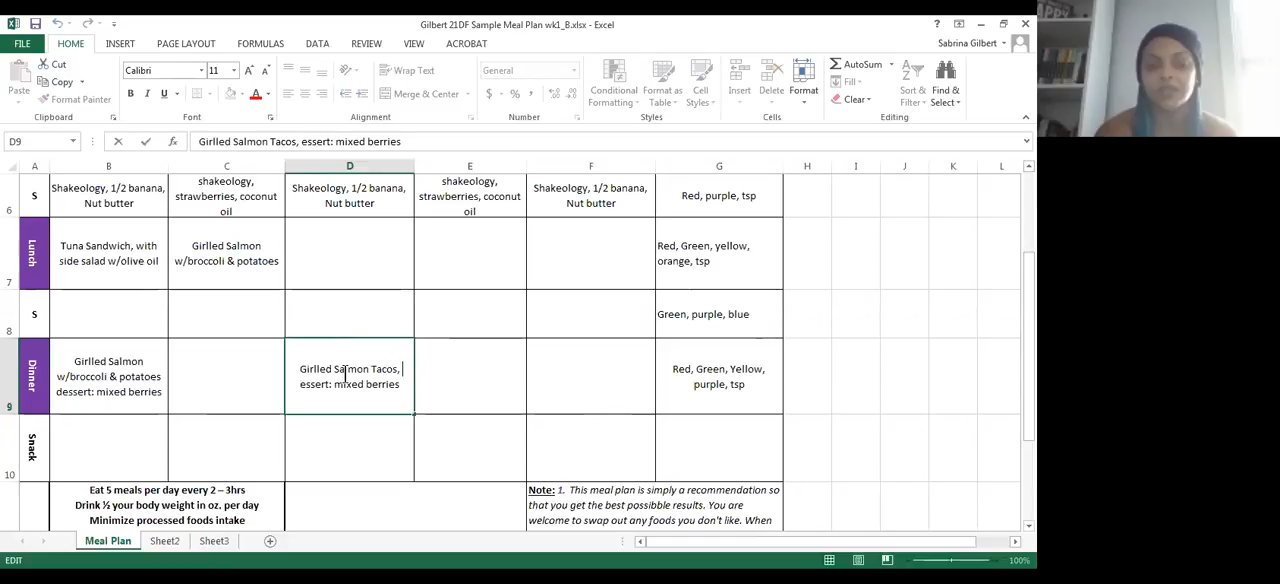 Gilbert 21DF Sample Meal Plan wk1_B.xlsx - Excel
FILE HOME INSERT PAGE LAYOUT FORMULAS DATA REVIEW VIEW ACROBAT
Sabrina Gilbert
Paste
Cut
Copy
Format Painter
Clipboard
Calibri 11
B I U
Font
Wrap Text
Merge & Center
Alignment
General
$ % ,
Number
Conditional
Formatting
Format as
Table
Cell
Styles
Styles
Insert Delete Format
Cells
AutoSum
Fill
Clear
Sort &
Filter
Find &
Select
Editing
D9
fx
Girlled Salmon Tacos, essert: mixed berries
A B C D E F G H I J K L
6
S
Shakeology, 1/2 banana,
Nut butter
shakeology,
strawberries, coconut
oil
Shakeology, 1/2 banana,
Nut butter
shakeology,
strawberries, coconut
oil
Shakeology, 1/2 banana,
Nut butter
Red, purple, tsp
7
Lunch
Tuna Sandwich, with
side salad w/olive oil
Girlled Salmon
w/broccoli & potatoes
Red, Green, yellow,
orange, tsp
8
S
Green, purple, blue
9
Dinner
Girlled Salmon
w/broccoli & potatoes
dessert: mixed berries
Girlled Salmon Tacos,
essert: mixed berries
Red, Green, Yellow,
purple, tsp
10
Snack
Eat 5 meals per day every 2 – 3hrs
Drink ½ your body weight in oz, per day
Minimize processed foods intake
Note: 1. This meal plan is simply a recommendation so
that you get the best possibble results. You are
welcome to swap out any foods you don't like. When
Meal Plan Sheet2 Sheet3
EDIT
100%